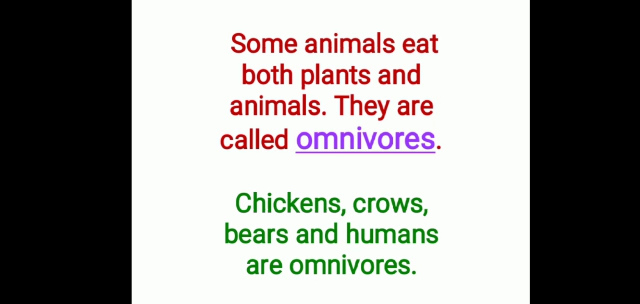 Some animals eat
both plants and
animals. They are
called omnivores.
Chickens, crows,
bears and humans
are omnivores.